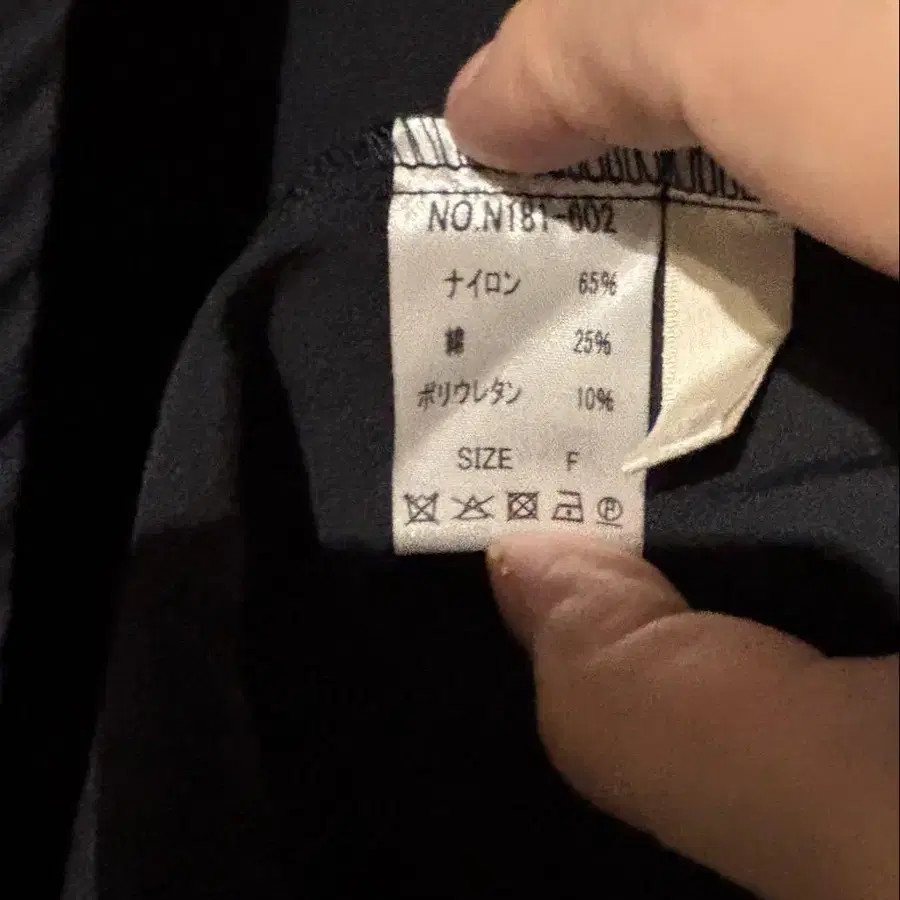 NO.N181-602
ナイロン 65%
綿 25%
ポリウレタン 10%
SIZE F
P